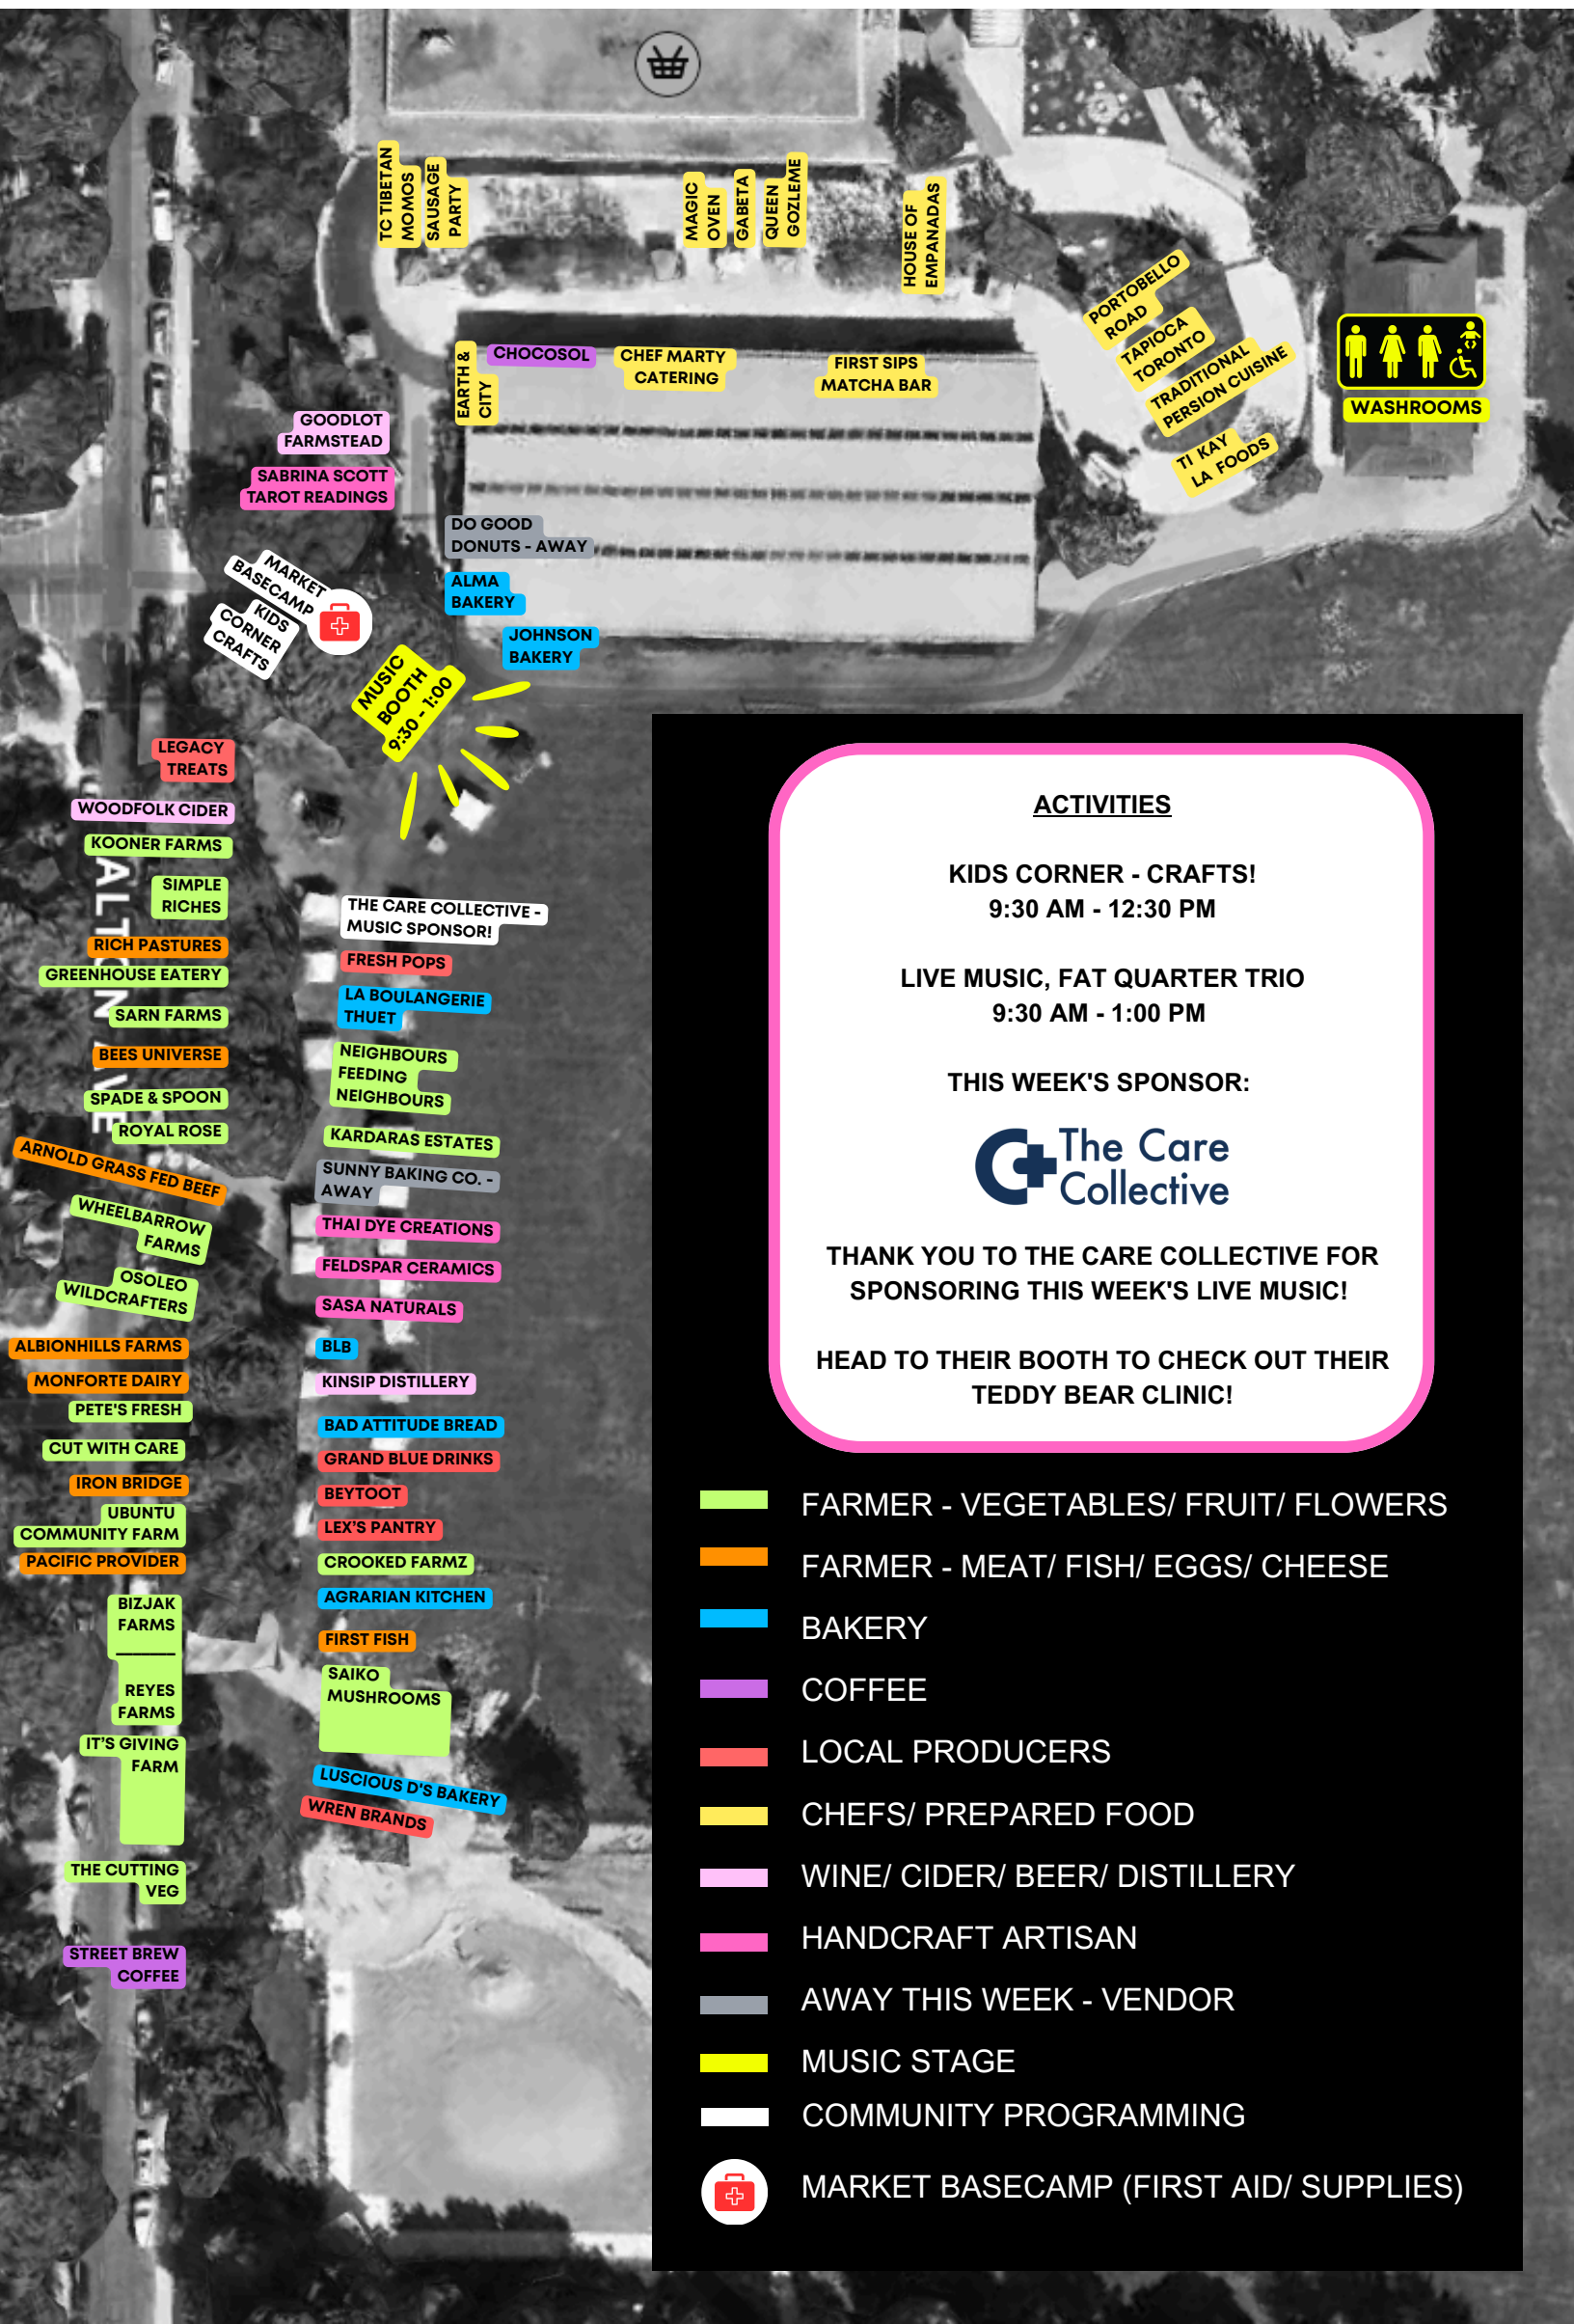 TC TIBETAN
MOMOS
SAUSAGE
PARTY
MAGIC
OVEN
GABETA
QUEEN
GOZLEME
HOUSE OF
EMPANADAS
PORTOBELLO
ROAD
TAPIOCA
TORONTO
TRADITIONAL
PERSION CUISINE
TI KAY
LA FOODS
WASHROOMS
EARTH &
CITY
CHOCOSOL
CHEF MARTY
CATERING
FIRST SIPS
MATCHA BAR
GOODLOT
FARMSTEAD
SABRINA SCOTT
TAROT READINGS
DO GOOD
DONUTS - AWAY
ALMA
BAKERY
JOHNSON
BAKERY
MARKET
BASECAMP
KIDS
CORNER
CRAFTS
MUSIC
BOOTH
9:30 - 1:00
LEGACY
TREATS
WOODFOLK CIDER
KOONER FARMS
SIMPLE
RICHES
RICH PASTURES
GREENHOUSE EATERY
SARN FARMS
BEES UNIVERSE
SPADE & SPOON
ROYAL ROSE
ARNOLD GRASS FED BEEF
WHEELBARROW
FARMS
OSOLEO
WILDCRAFTERS
ALBIONHILLS FARMS
MONFORTE DAIRY
PETE'S FRESH
CUT WITH CARE
IRON BRIDGE
UBUNTU
COMMUNITY FARM
PACIFIC PROVIDER
BIZJAK
FARMS
REYES
FARMS
IT'S GIVING
FARM
THE CUTTING
VEG
STREET BREW
COFFEE
ALTON AVE
THE CARE COLLECTIVE -
MUSIC SPONSOR!
FRESH POPS
LA BOULANGERIE
THUET
NEIGHBOURS
FEEDING
NEIGHBOURS
KARDARAS ESTATES
SUNNY BAKING CO. -
AWAY
THAI DYE CREATIONS
FELDSPAR CERAMICS
SASA NATURALS
BLB
KINSIP DISTILLERY
BAD ATTITUDE BREAD
GRAND BLUE DRINKS
BEYTOOT
LEX'S PANTRY
CROOKED FARMZ
AGRARIAN KITCHEN
FIRST FISH
SAIKO
MUSHROOMS
LUSCIOUS D'S BAKERY
WREN BRANDS
ACTIVITIES
KIDS CORNER - CRAFTS!
9:30 AM - 12:30 PM
LIVE MUSIC, FAT QUARTER TRIO
9:30 AM - 1:00 PM
THIS WEEK'S SPONSOR:
The Care
Collective
THANK YOU TO THE CARE COLLECTIVE FOR
SPONSORING THIS WEEK'S LIVE MUSIC!
HEAD TO THEIR BOOTH TO CHECK OUT THEIR
TEDDY BEAR CLINIC!
FARMER - VEGETABLES/ FRUIT/ FLOWERS
FARMER - MEAT/ FISH/ EGGS/ CHEESE
BAKERY
COFFEE
LOCAL PRODUCERS
CHEFS/ PREPARED FOOD
WINE/ CIDER/ BEER/ DISTILLERY
HANDCRAFT ARTISAN
AWAY THIS WEEK - VENDOR
MUSIC STAGE
COMMUNITY PROGRAMMING
MARKET BASECAMP (FIRST AID/ SUPPLIES)